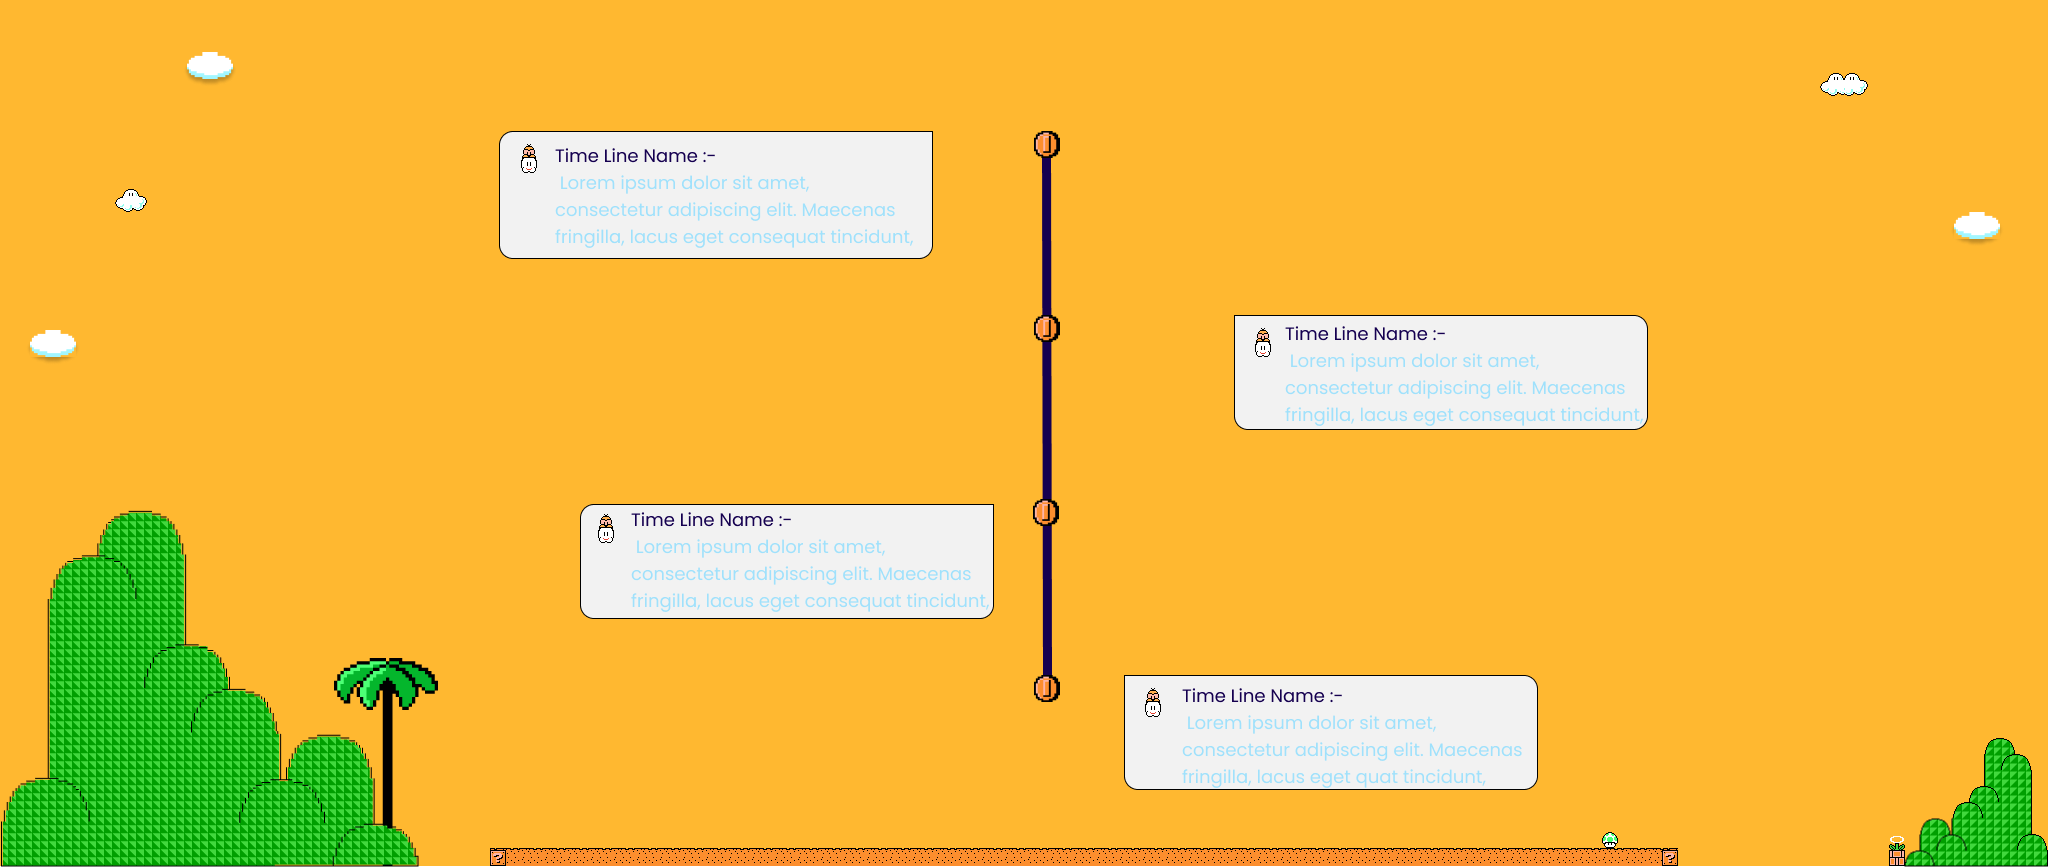 Time Line Name :-
Lorem ipsum dolor sit amet,
consectetur adipiscing elit. Maecenas
fringilla, lacus eget consequat tincidunt,
Time Line Name :-
Lorem ipsum dolor sit amet,
consectetur adipiscing elit. Maecenas
fringilla, lacus eget consequat tincidunt,
Time Line Name :-
Lorem ipsum dolor sit amet,
consectetur adipiscing elit. Maecenas
fringilla, lacus eget consequat tincidunt,
Time Line Name :-
Lorem ipsum dolor sit amet,
consectetur adipiscing elit. Maecenas
fringilla, lacus eget quat tincidunt,
? ?